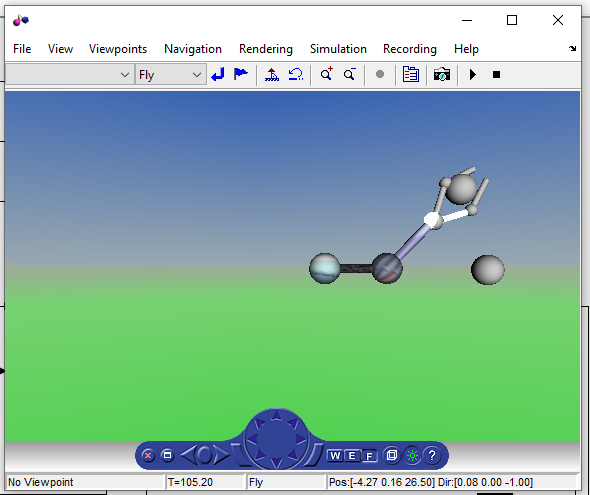 File View Viewpoints Navigation Rendering Simulation Recording Help
Fly
W E F ?
No Viewpoint T=105.20 Fly Pos:[-4.27 0.16 26.50] Dir:[0.08 0.00 -1.00]